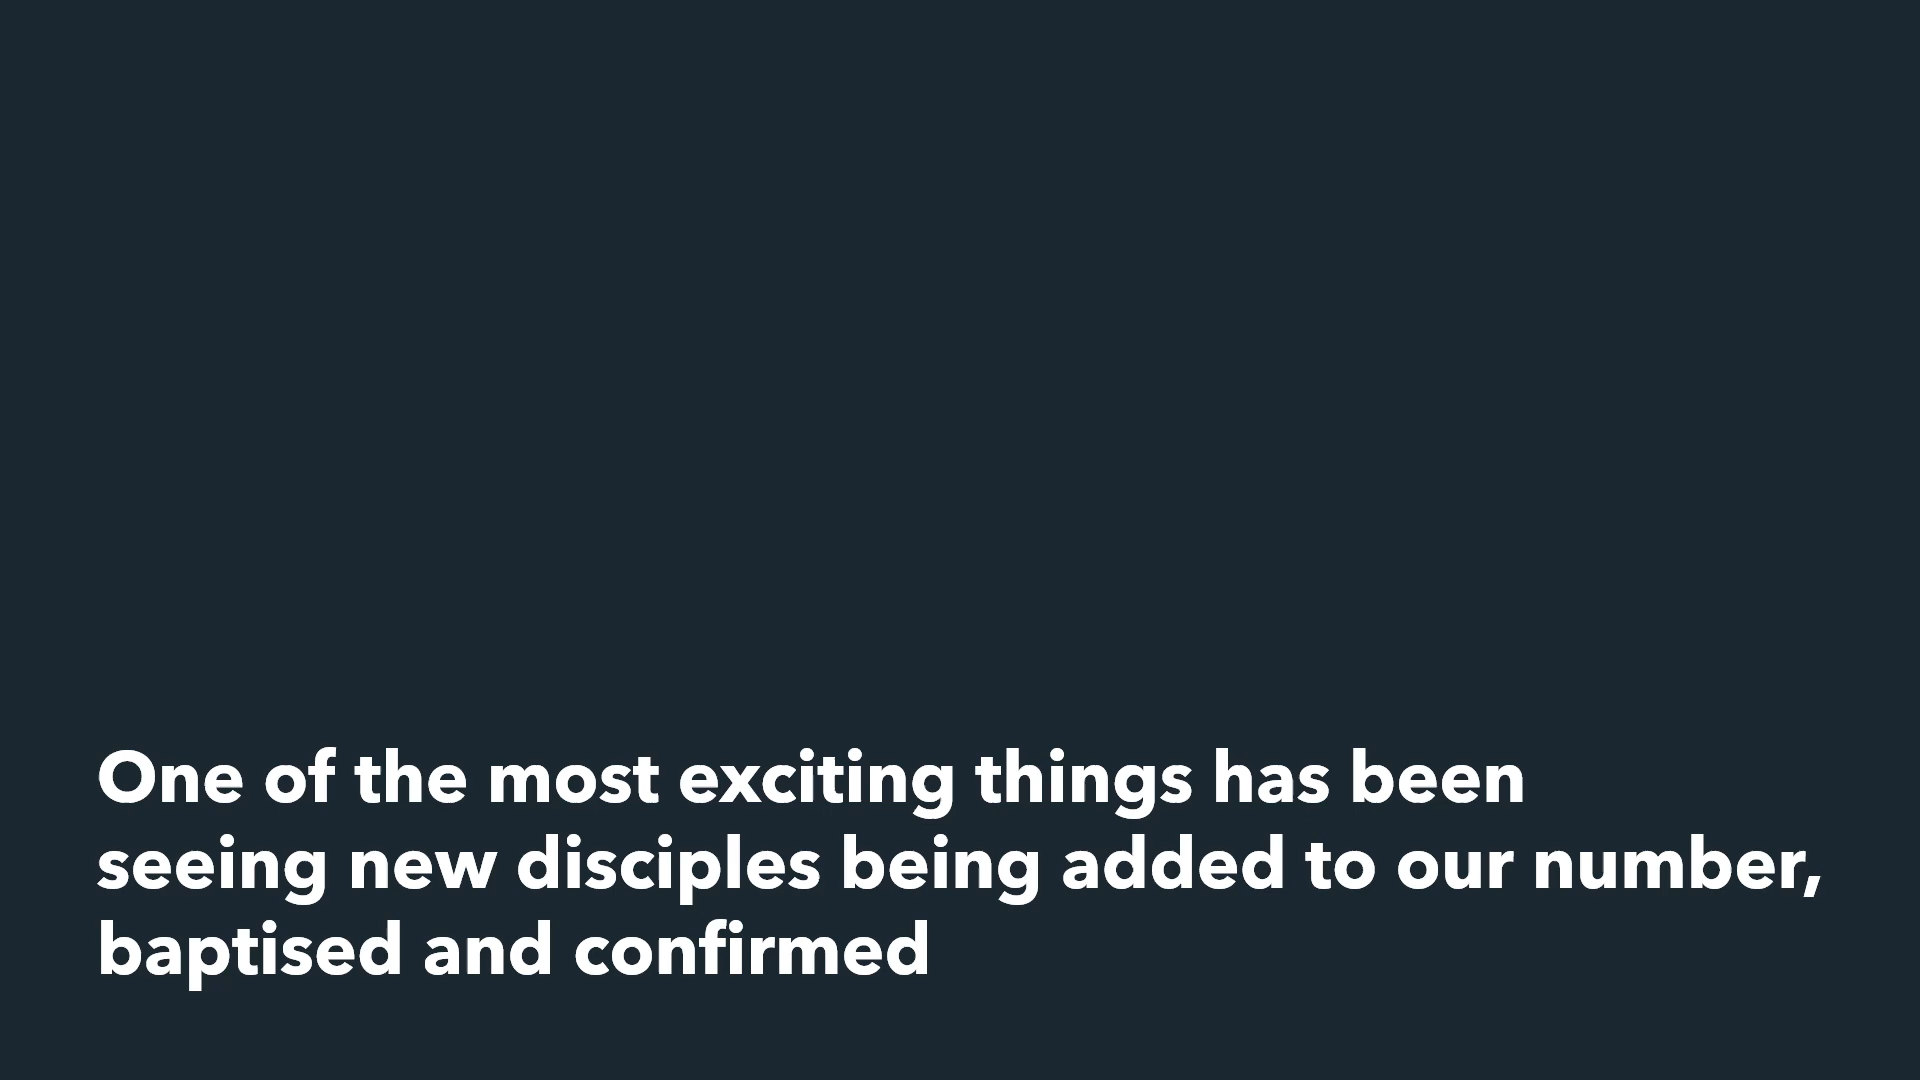 One of the most exciting things has been
seeing new disciples being added to our number,
baptised and confirmed